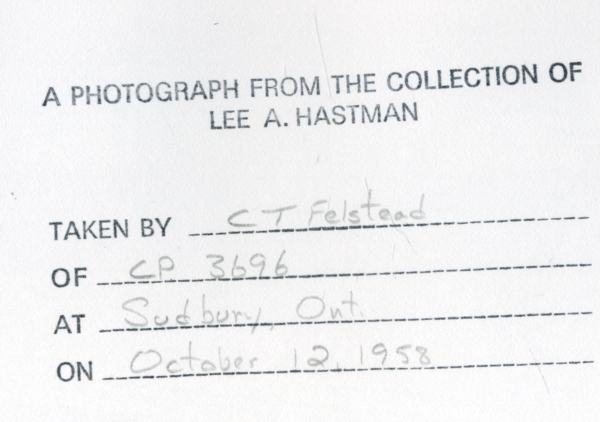 A PHOTOGRAPH FROM THE COLLECTION OF
LEE A. HASTMAN
TAKEN BY CT Felstead
OF CP 3696
AT Sudbury, Ont.
ON October 12, 1958